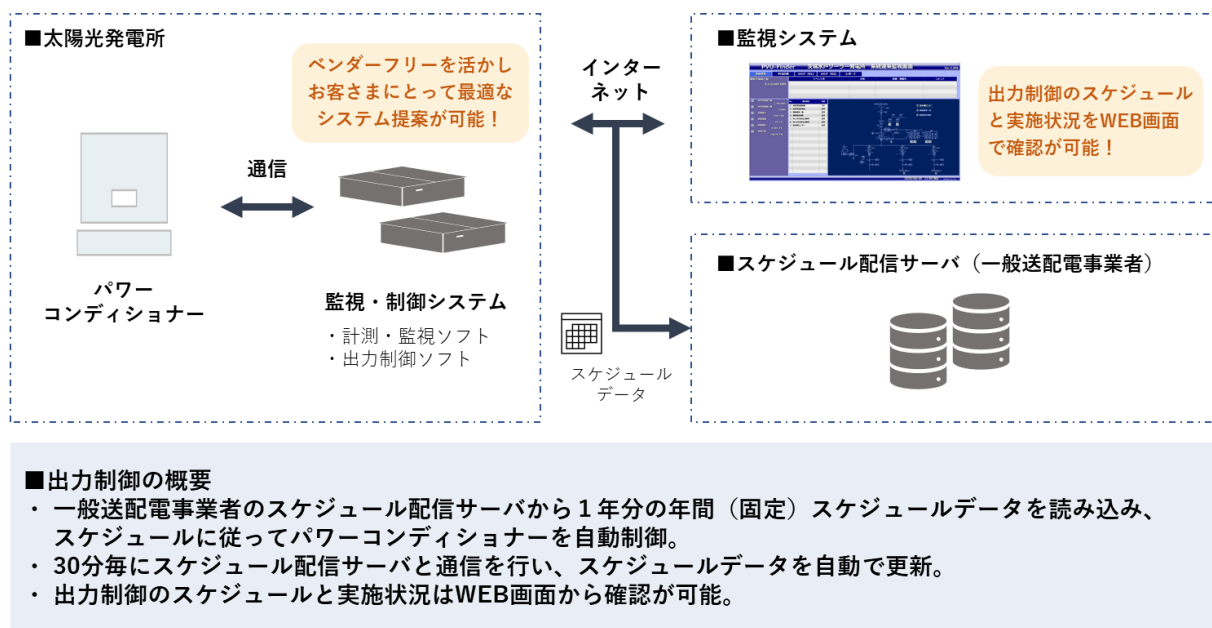 ■太陽光発電所
ベンダーフリーを活かし
お客さまにとって最適な
システム提案が可能！
通信
パワー
コンディショナー
監視・制御システム
・計測・監視ソフト
・出力制御ソフト
インター
ネット
スケジュール
データ
■監視システム
PVU-Finder
出力制御のスケジュール
と実施状況をWEB画面
で確認が可能！
■スケジュール配信サーバ（一般送配電事業者）
■出力制御の概要
・ 一般送配電事業者のスケジュール配信サーバから１年分の年間（固定）スケジュールデータを読み込み、
スケジュールに従ってパワーコンディショナーを自動制御。
・ 30分毎にスケジュール配信サーバと通信を行い、スケジュールデータを自動で更新。
・ 出力制御のスケジュールと実施状況はWEB画面から確認が可能。